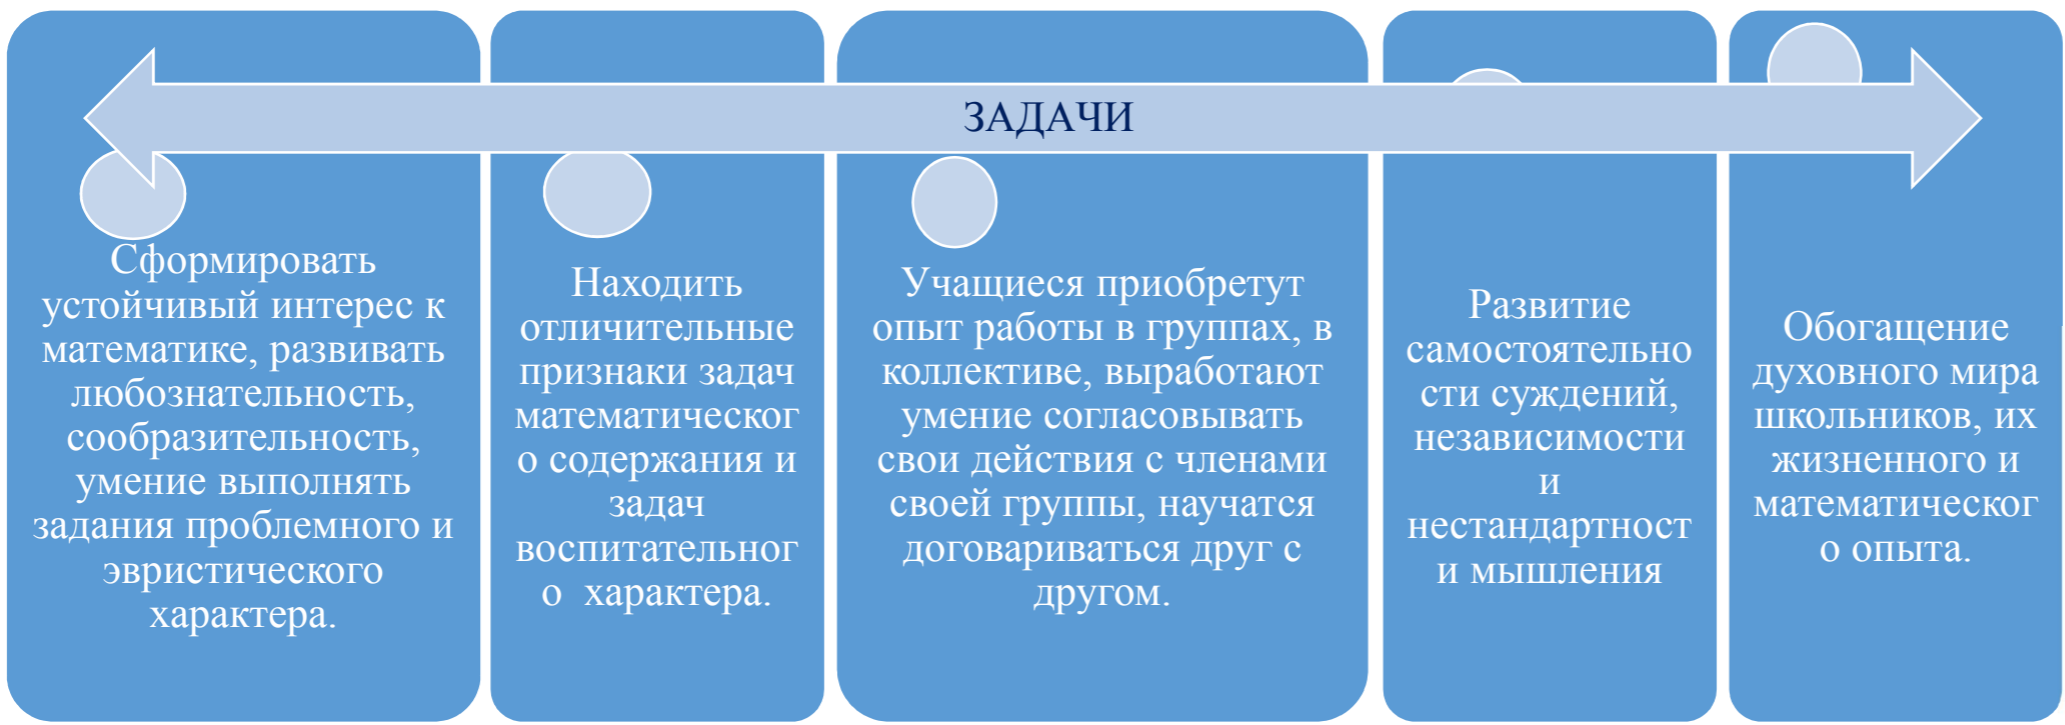 ЗАДАЧИ
Сформировать
устойчивый интерес к
математике, развивать
любознательность,
сообразительность,
умение выполнять
задания проблемного и
эвристического
характера.
Находить
отличительные
признаки задач
математическог
о содержания и
задач
воспитательног
о характера.
Учащиеся приобретут
опыт работы в группах, в
коллективе, выработают
умение согласовывать
свои действия с членами
своей группы, научатся
договариваться друг с
другом.
Развитие
самостоятельно
сти суждений,
независимости
и
нестандартност
и мышления
Обогащение
духовного мира
школьников, их
жизненного и
математическог
о опыта.